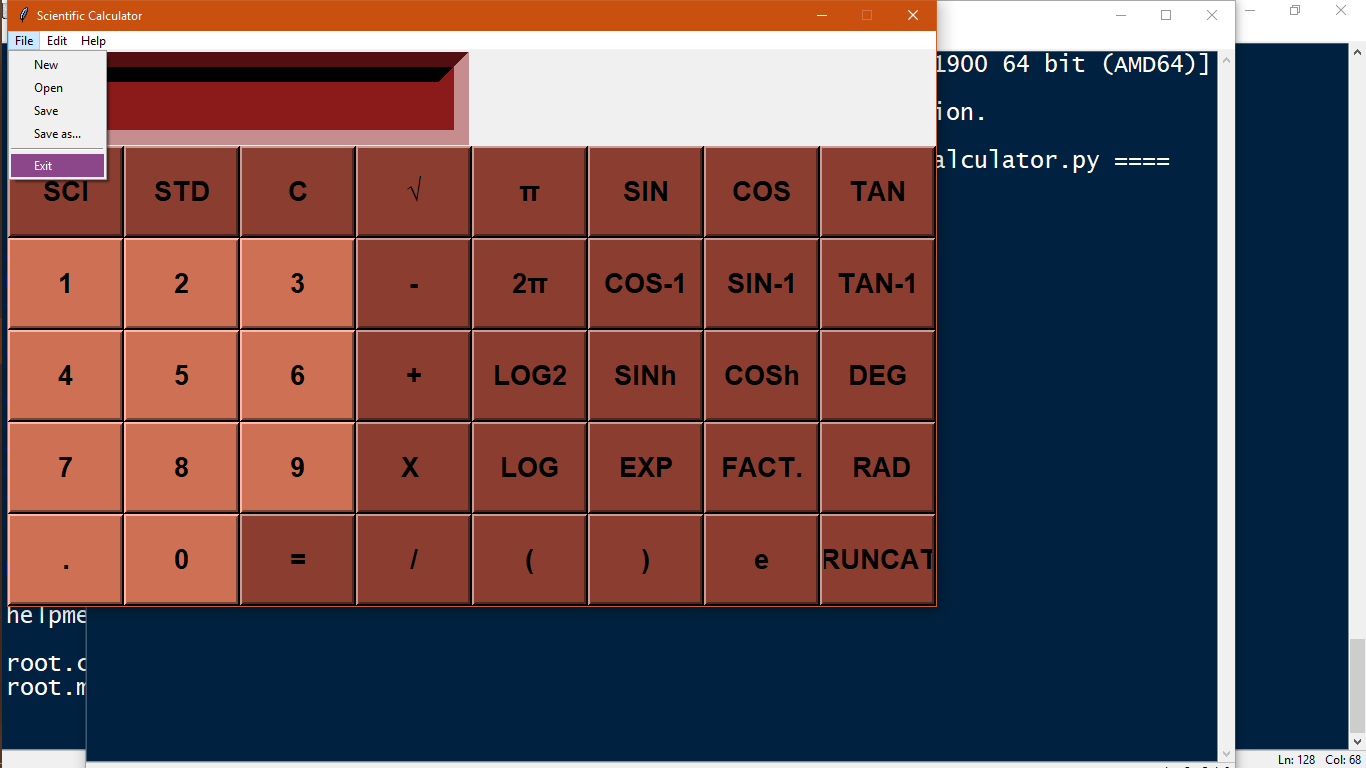 Scientific Calculator
File Edit Help
New
Open
Save
Save as...
Exit
1900 64 bit (AMD64)]
ion.
alculator.py ====
SCI STD C √ π SIN COS TAN
1 2 3 - 2π COS-1 SIN-1 TAN-1
4 5 6 + LOG2 SINh COSh DEG
7 8 9 X LOG EXP FACT. RAD
. 0 = / ( ) e RUNCAT
helpme
root.c
root.m
Ln: 128 Col: 68